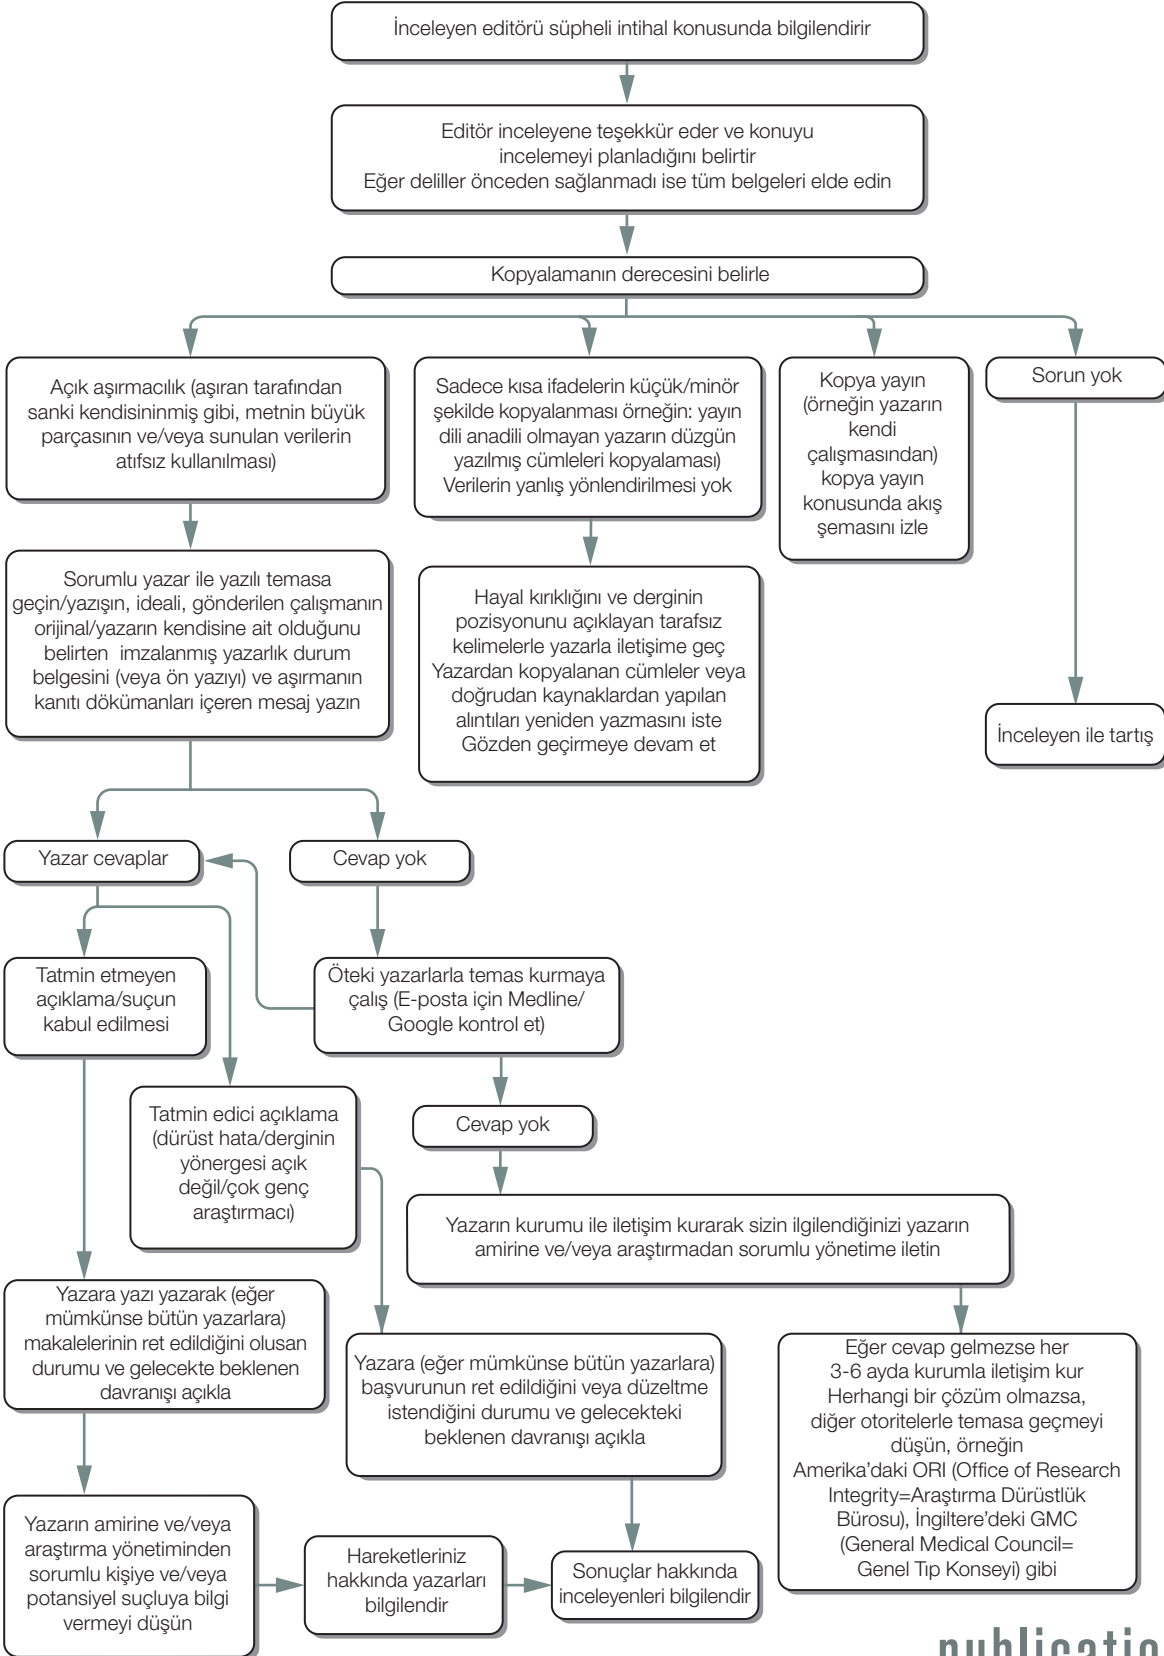 İnceleyen editörü süpheli intihal konusunda bilgilendirir
Editör inceleyene teşekkür eder ve konuyu
incelemeyi planladığını belirtir
Eğer deliller önceden sağlanmadı ise tüm belgeleri elde edin
Kopyalamanın derecesini belirle
Açık aşırmacılık (aşıran tarafından
sanki kendisininmiş gibi, metnin büyük
parçasının ve/veya sunulan verilerin
atıfsız kullanılması)
Sadece kısa ifadelerin küçük/minör
şekilde kopyalanması örneğin: yayın
dili anadili olmayan yazarın düzgün
yazılmış cümleleri kopyalaması)
Verilerin yanlış yönlendirilmesi yok
Kopya yayın
(örneğin yazarın
kendi
çalışmasından)
kopya yayın
konusunda akış
şemasını izle
Sorun yok
Sorumlu yazar ile yazılı temasa
geçin/yazışın, ideali, gönderilen çalışmanın
orijinal/yazarın kendisine ait olduğunu
belirten imzalanmış yazarlık durum
belgesini (veya ön yazıyı) ve aşırmanın
kanıtı dökümanları içeren mesaj yazın
Hayal kırıklığını ve derginin
pozisyonunu açıklayan tarafsız
kelimelerle yazarla iletişime geç
Yazardan kopyalanan cümleler veya
doğrudan kaynaklardan yapılan
alıntıları yeniden yazmasını iste
Gözden geçirmeye devam et
İnceleyen ile tartış
Yazar cevaplar
Cevap yok
Tatmin etmeyen
açıklama/suçun
kabul edilmesi
Öteki yazarlarla temas kurmaya
çalış (E-posta için Medline/
Google kontrol et)
Tatmin edici açıklama
(dürüst hata/derginin
yönergesi açık
değil/çok genç
araştırmacı)
Cevap yok
Yazarın kurumu ile iletişim kurarak sizin ilgilendiğinizi yazarın
amirine ve/veya araştırmadan sorumlu yönetime iletin
Yazara yazı yazarak (eğer
mümkünse bütün yazarlara)
makalelerinin ret edildiğini olusan
durumu ve gelecekte beklenen
davranışı açıkla
Yazara (eğer mümkünse bütün yazarlara)
başvurunun ret edildiğini veya düzeltme
istendiğini durumu ve gelecekteki
beklenen davranışı açıkla
Eğer cevap gelmezse her
3-6 ayda kurumla iletişim kur
Herhangi bir çözüm olmazsa,
diğer otoritelerle temasa geçmeyi
düşün, örneğin
Amerika’daki ORI (Office of Research
Integrity=Araştırma Dürüstlük
Bürosu), İngiltere’deki GMC
(General Medical Council=
Genel Tıp Konseyi) gibi
Yazarın amirine ve/veya
araştırma yönetiminden
sorumlu kişiye ve/veya
potansiyel suçluya bilgi
vermeyi düşün
Hareketleriniz
hakkında yazarları
bilgilendir
Sonuçlar hakkında
inceleyenleri bilgilendir